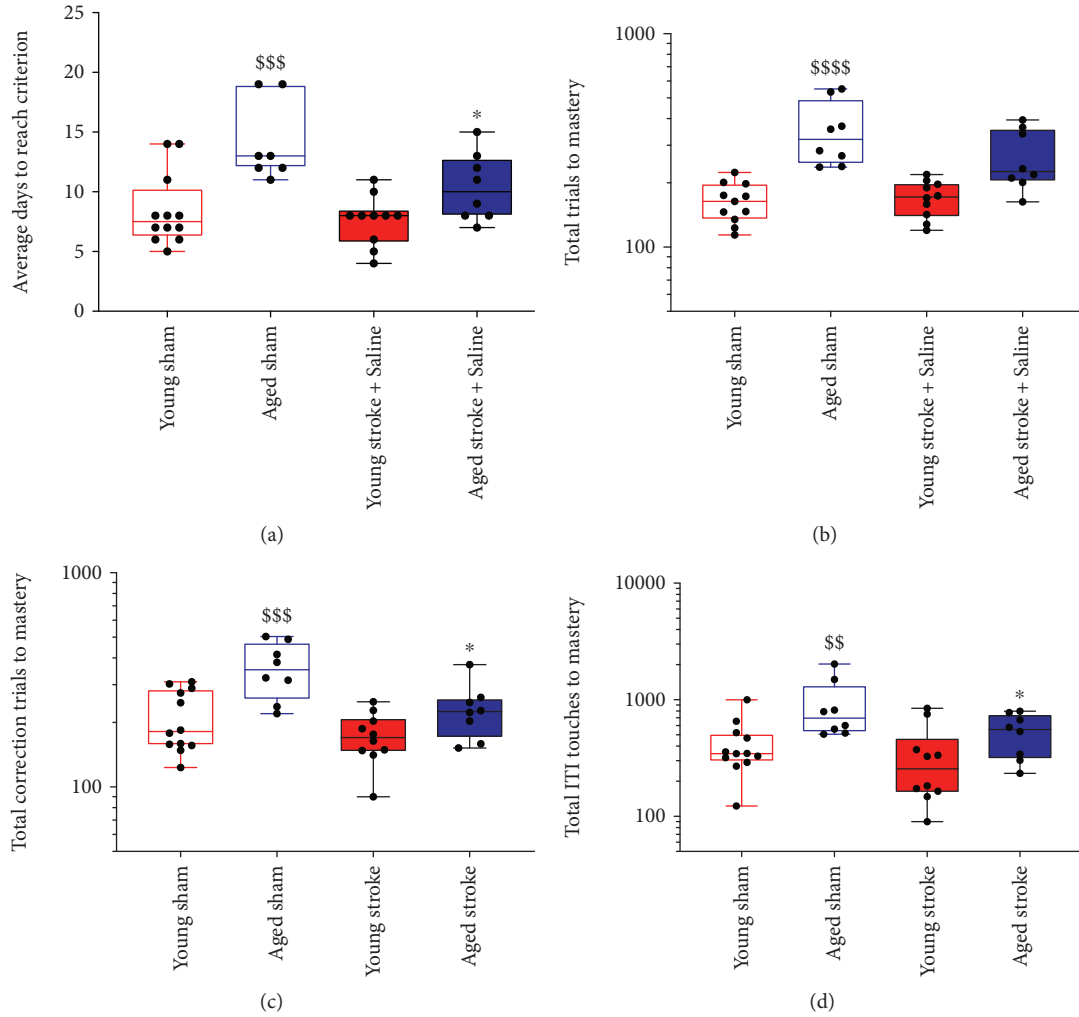 Average days to reach criterion
25
20
15
10
5
0
$$$
*
Young sham
Aged sham
Young stroke + Saline
Aged stroke + Saline
(a)
Total trials to mastery
1000
100
$$$$
Young sham
Aged sham
Young stroke + Saline
Aged stroke + Saline
(b)
Total correction trials to mastery
1000
100
$$$
*
Young sham
Aged sham
Young stroke
Aged stroke
(c)
Total ITI touches to mastery
10000
1000
100
$$
*
Young sham
Aged sham
Young stroke
Aged stroke
(d)